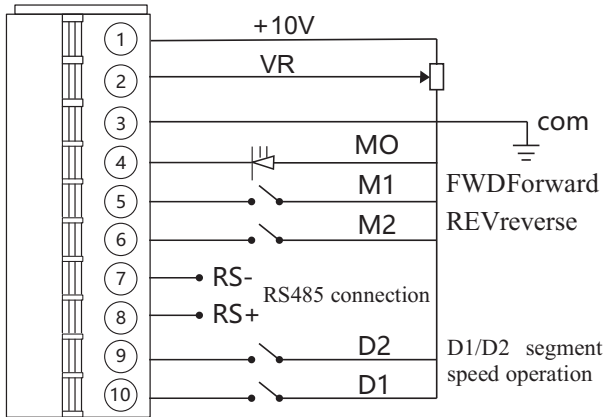 1 +10V
2 VR
3 com
4 MO
5 M1 FWDForward
6 M2 REVreverse
7 RS-
RS485 connection
8 RS+
9 D2 D1/D2 segment
speed operation
10 D1